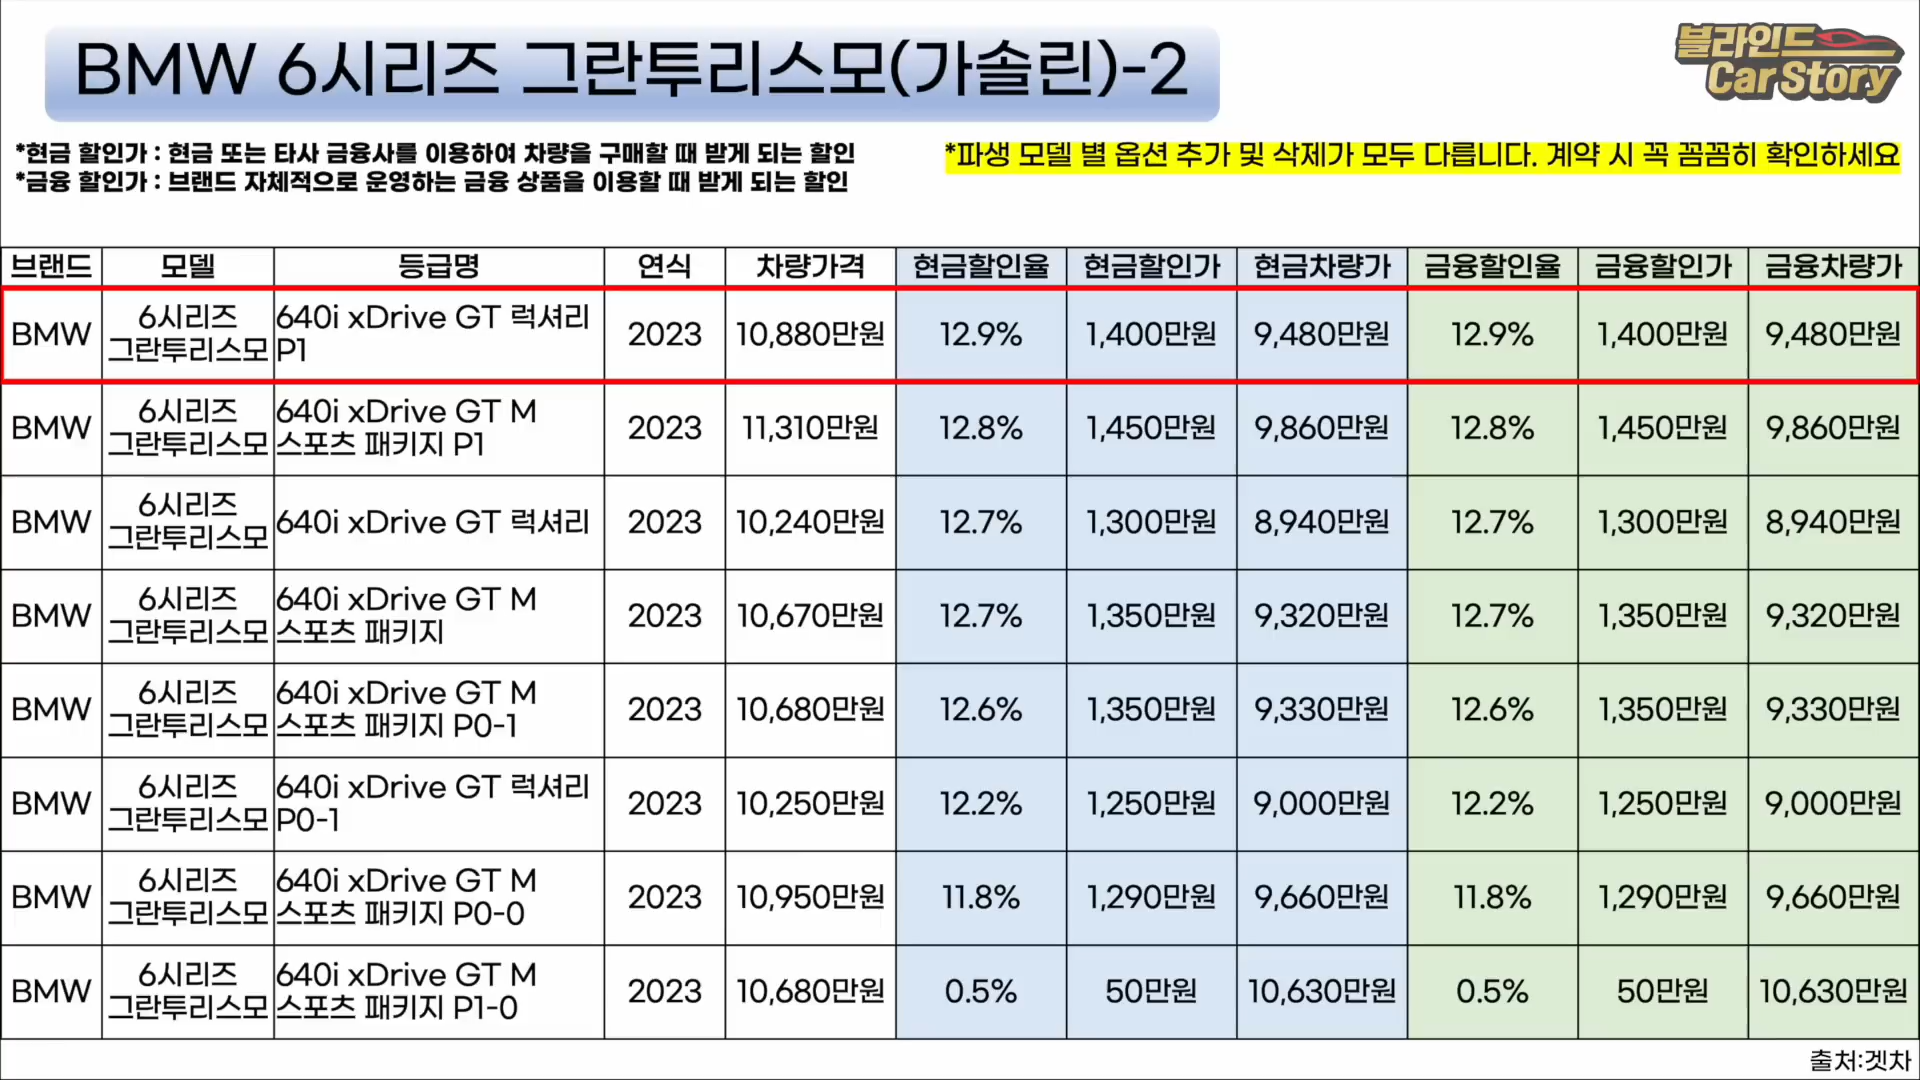 BMW 6시리즈 그란투리스모(가솔린)-2
블라인드
Car Story
*현금 할인가 : 현금 또는 타사 금융사를 이용하여 차량을 구매할 때 받게 되는 할인
*금융 할인가 : 브랜드 자체적으로 운영하는 금융 상품을 이용할 때 받게 되는 할인
*파생 모델 별 옵션 추가 및 삭제가 모두 다릅니다. 계약 시 꼭 꼼꼼히 확인하세요
브랜드 모델 등급명 연식 차량가격 현금할인율 현금할인가 현금차량가 금융할인율 금융할인가 금융차량가
BMW 6시리즈 그란투리스모 640i xDrive GT 럭셔리 P1 2023 10,880만원 12.9% 1,400만원 9,480만원 12.9% 1,400만원 9,480만원
BMW 6시리즈 그란투리스모 640i xDrive GT M 스포츠 패키지 P1 2023 11,310만원 12.8% 1,450만원 9,860만원 12.8% 1,450만원 9,860만원
BMW 6시리즈 그란투리스모 640i xDrive GT 럭셔리 2023 10,240만원 12.7% 1,300만원 8,940만원 12.7% 1,300만원 8,940만원
BMW 6시리즈 그란투리스모 640i xDrive GT M 스포츠 패키지 2023 10,670만원 12.7% 1,350만원 9,320만원 12.7% 1,350만원 9,320만원
BMW 6시리즈 그란투리스모 640i xDrive GT M 스포츠 패키지 P0-1 2023 10,680만원 12.6% 1,350만원 9,330만원 12.6% 1,350만원 9,330만원
BMW 6시리즈 그란투리스모 640i xDrive GT 럭셔리 P0-1 2023 10,250만원 12.2% 1,250만원 9,000만원 12.2% 1,250만원 9,000만원
BMW 6시리즈 그란투리스모 640i xDrive GT M 스포츠 패키지 P0-0 2023 10,950만원 11.8% 1,290만원 9,660만원 11.8% 1,290만원 9,660만원
BMW 6시리즈 그란투리스모 640i xDrive GT M 스포츠 패키지 P1-0 2023 10,680만원 0.5% 50만원 10,630만원 0.5% 50만원 10,630만원
출처:겟차